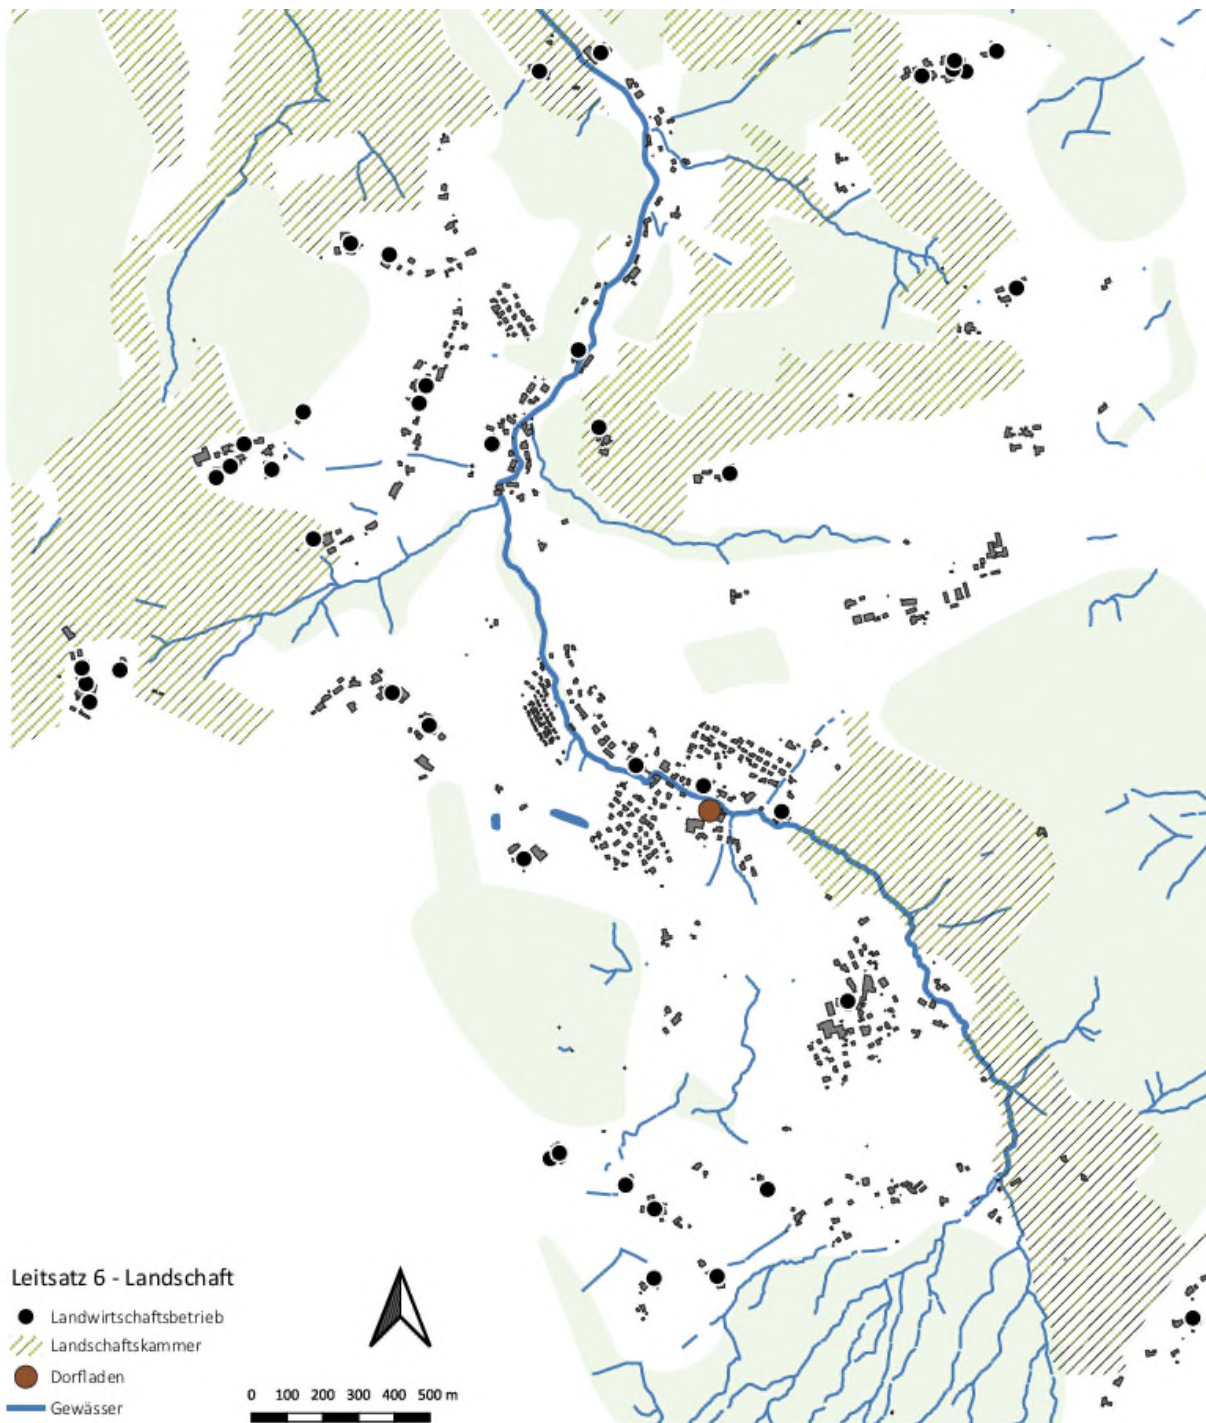 Leitsatz 6 - Landschaft
Landwirtschaftsbetrieb
Landschaftskammer
Dorfladen
Gewässer
0 100 200 300 400 500 m